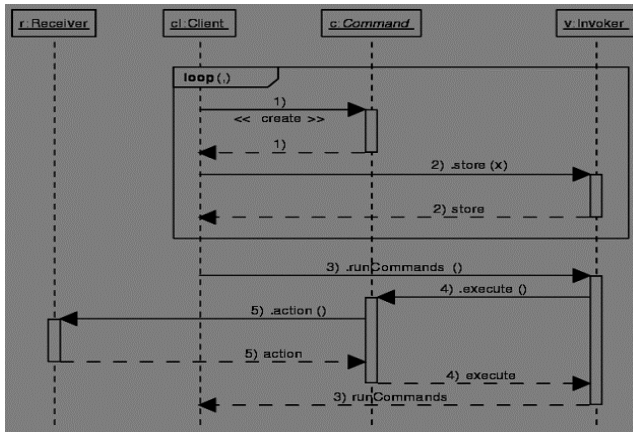 r:Receiver
cl:Client
c:Command
v:Invoker
loop(,)
1)
<< create >>
1)
2) .store (x)
2) store
3) .runCommands ()
4) .execute ()
5) .action ()
5) action
4) execute
3) runCommands